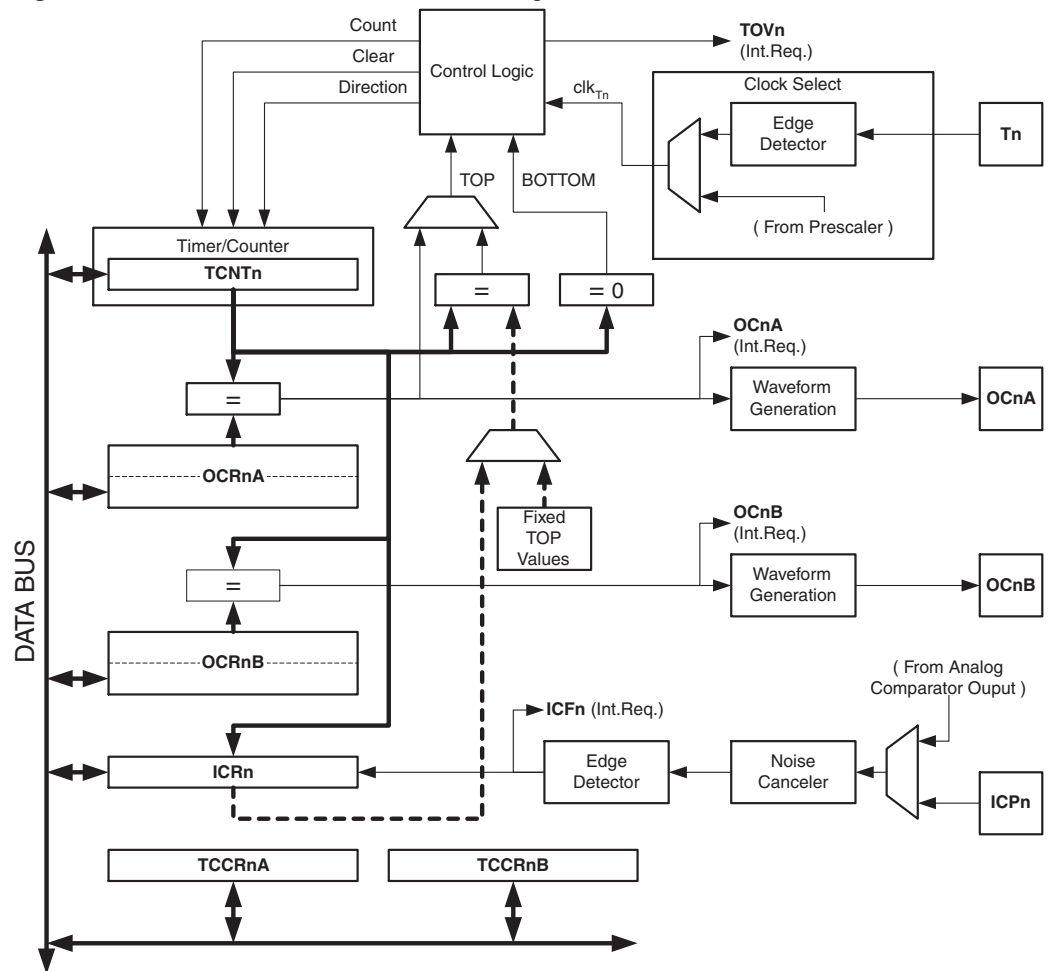 Count
Clear
Direction
Control Logic
TOVn
(Int.Req.)
clkTn
Clock Select
Edge
Detector
Tn
( From Prescaler )
TOP
BOTTOM
Timer/Counter
TCNTn
=
= 0
=
OCRnA
OCnA
(Int.Req.)
Waveform
Generation
OCnA
Fixed
TOP
Values
=
OCRnB
OCnB
(Int.Req.)
Waveform
Generation
OCnB
DATA BUS
( From Analog
Comparator Ouput )
ICFn (Int.Req.)
ICRn
Edge
Detector
Noise
Canceler
ICPn
TCCRnA
TCCRnB